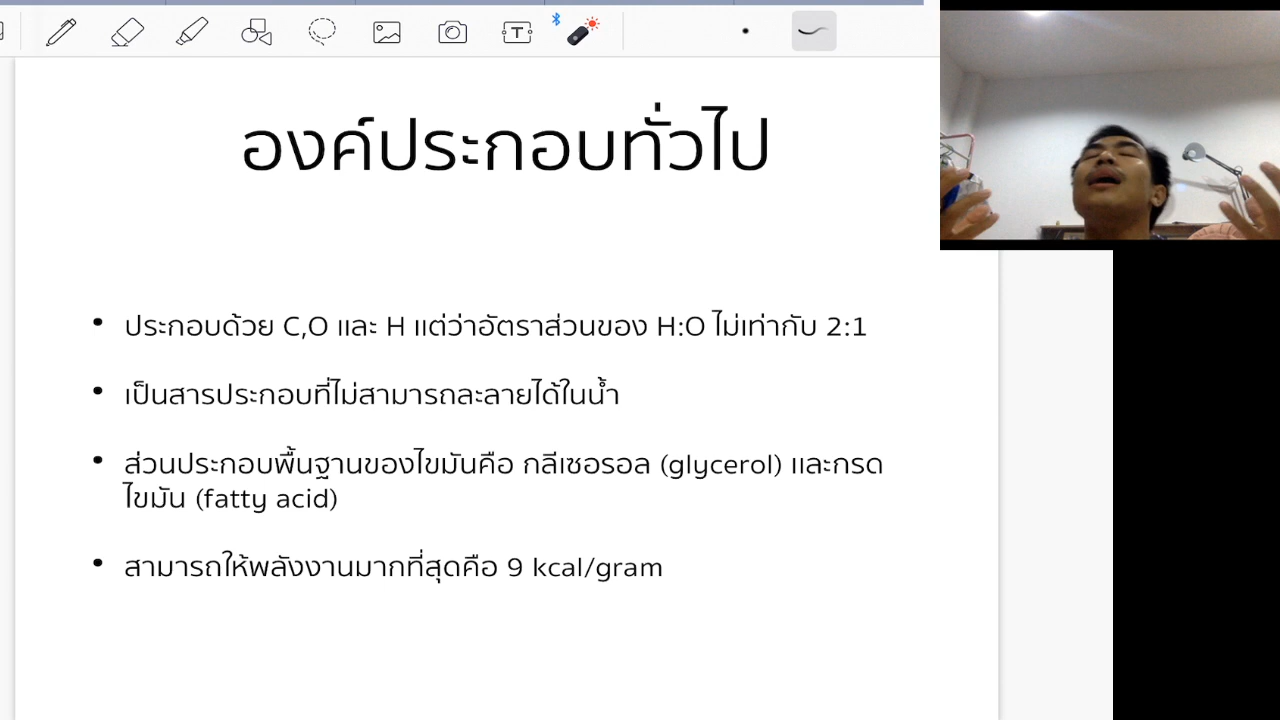 องค์ประกอบทั่วไป
• ประกอบด้วย C,O และ H แต่ว่าอัตราส่วนของ H:O ไม่เท่ากับ 2:1
• เป็นสารประกอบที่ไม่สามารถละลายได้ในน้ำ
• ส่วนประกอบพื้นฐานของไขมันคือ กลีเซอรอล (glycerol) และกรด
ไขมัน (fatty acid)
• สามารถให้พลังงานมากที่สุดคือ 9 kcal/gram